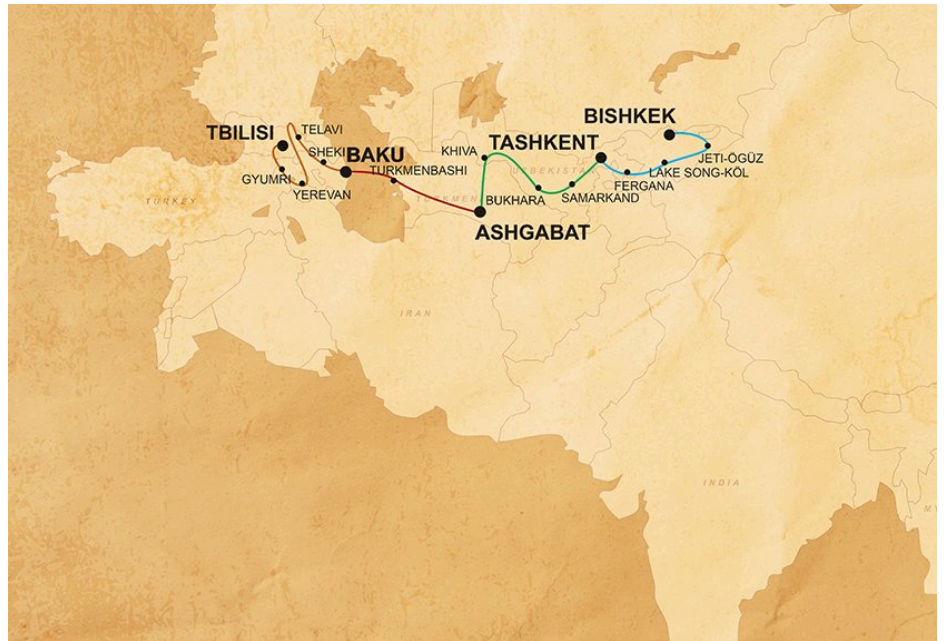 BISHKEK
TBILISI
TELAVI
TASHKENT
SHEKI
KHIVA
BAKU
JETI-ÖGÜZ
TURKMENBASHI
UZBEKISTAN
LAKE SONG-KÖL
GYUMRI
FERGANA
YEREVAN
BUKHARA
SAMARKAND
TURKEY
ASHGABAT
IRAN
INDIA